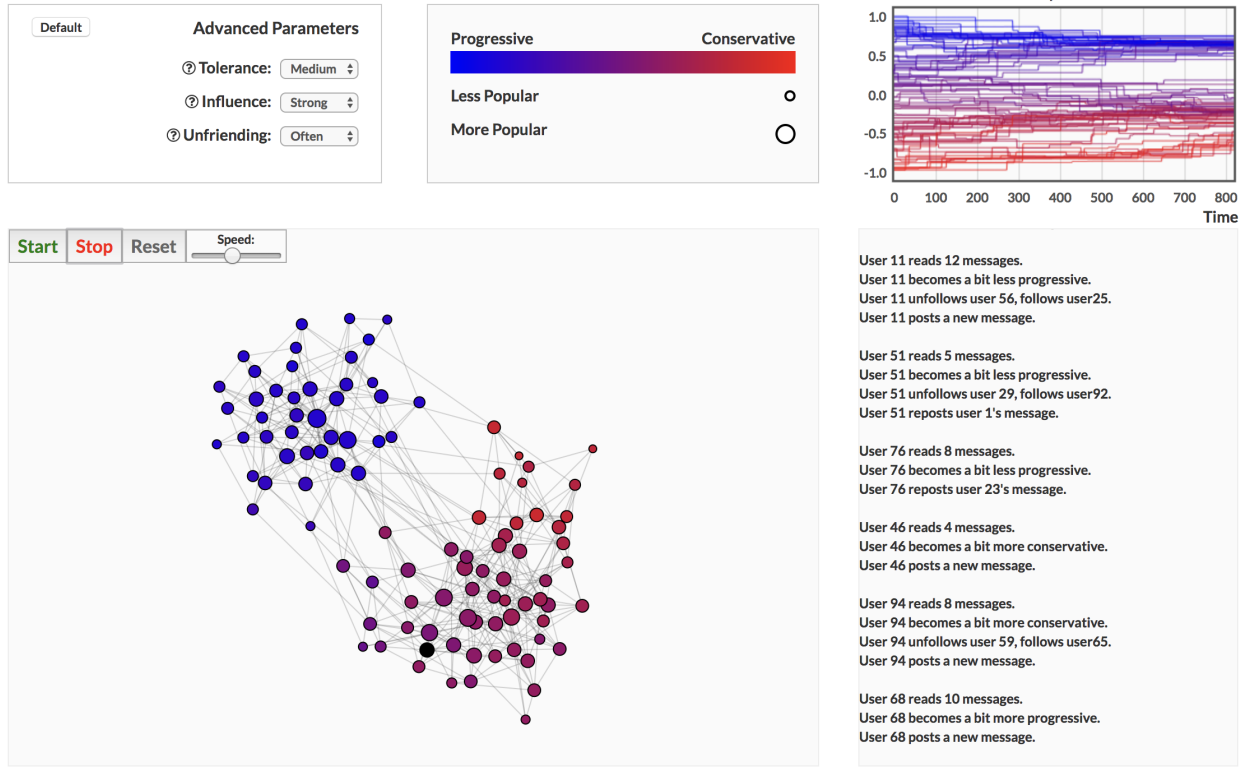 Default
Advanced Parameters
Tolerance: Medium
Influence: Strong
Unfriending: Often
Progressive Conservative
Less Popular
More Popular
1.0
0.5
0.0
-0.5
-1.0
0 100 200 300 400 500 600 700 800
Time
Start Stop Reset Speed:
User 11 reads 12 messages.
User 11 becomes a bit less progressive.
User 11 unfollows user 56, follows user25.
User 11 posts a new message.
User 51 reads 5 messages.
User 51 becomes a bit less progressive.
User 51 unfollows user 29, follows user92.
User 51 reposts user 1's message.
User 76 reads 8 messages.
User 76 becomes a bit less progressive.
User 76 reposts user 23's message.
User 46 reads 4 messages.
User 46 becomes a bit more conservative.
User 46 posts a new message.
User 94 reads 8 messages.
User 94 becomes a bit more conservative.
User 94 unfollows user 59, follows user65.
User 94 posts a new message.
User 68 reads 10 messages.
User 68 becomes a bit more progressive.
User 68 posts a new message.